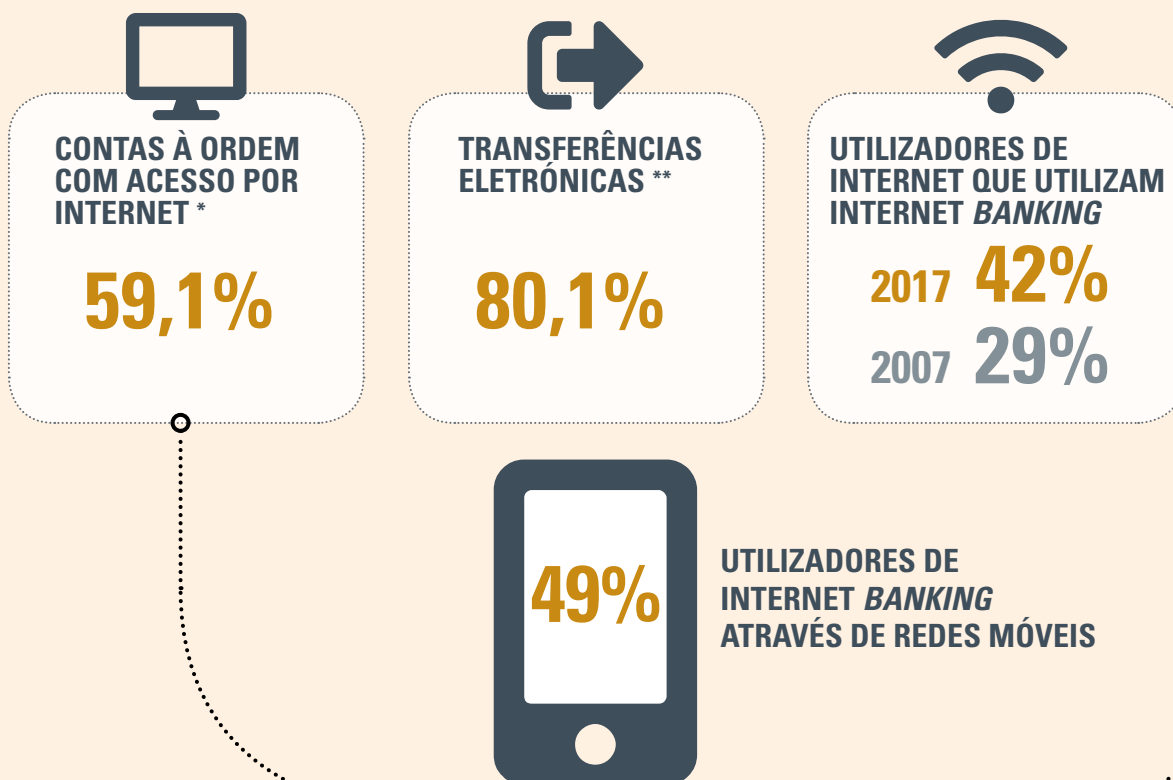 CONTAS À ORDEM
COM ACESSO POR
INTERNET *
59,1%
TRANSFERÊNCIAS
ELETRÓNICAS **
80,1%
UTILIZADORES DE
INTERNET QUE UTILIZAM
INTERNET BANKING
2017 42%
2007 29%
49%
UTILIZADORES DE
INTERNET BANKING
ATRAVÉS DE REDES MÓVEIS